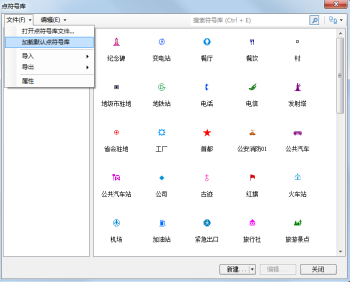 点符号库
文件(F) 编辑(E) 搜索符号 (Ctrl + E)
打开点符号库文件...
加载默认点符号库
导入
导出
属性
纪念碑 变电站 餐厅 餐饮 村
地级市驻地 地铁站 电话 电信 发射塔
省会驻地 工厂 首都 公安消防01 公共汽车
公共汽车站 公司 古迹 红旗 火车站
机场 加油站 紧急出口 旅行社 旅游景点
新建... 编辑... 关闭